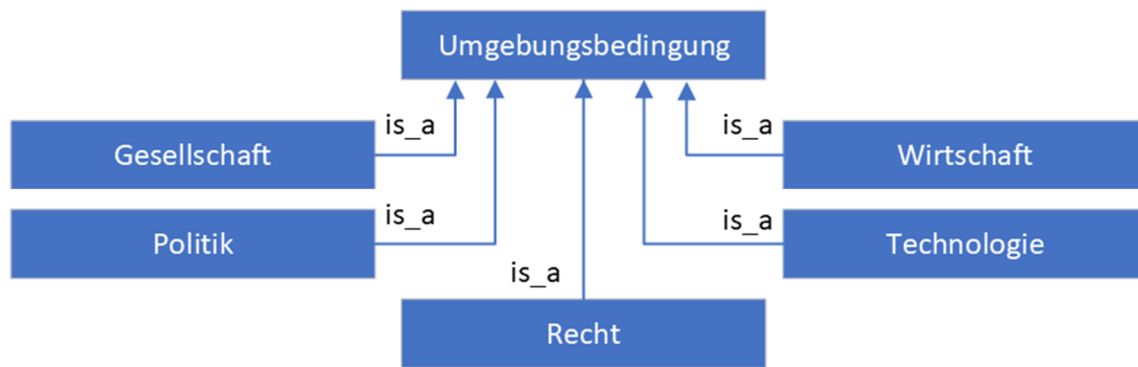 Umgebungsbedingung
is_a
is_a
Gesellschaft
Wirtschaft
is_a
is_a
Politik
Technologie
is_a
Recht